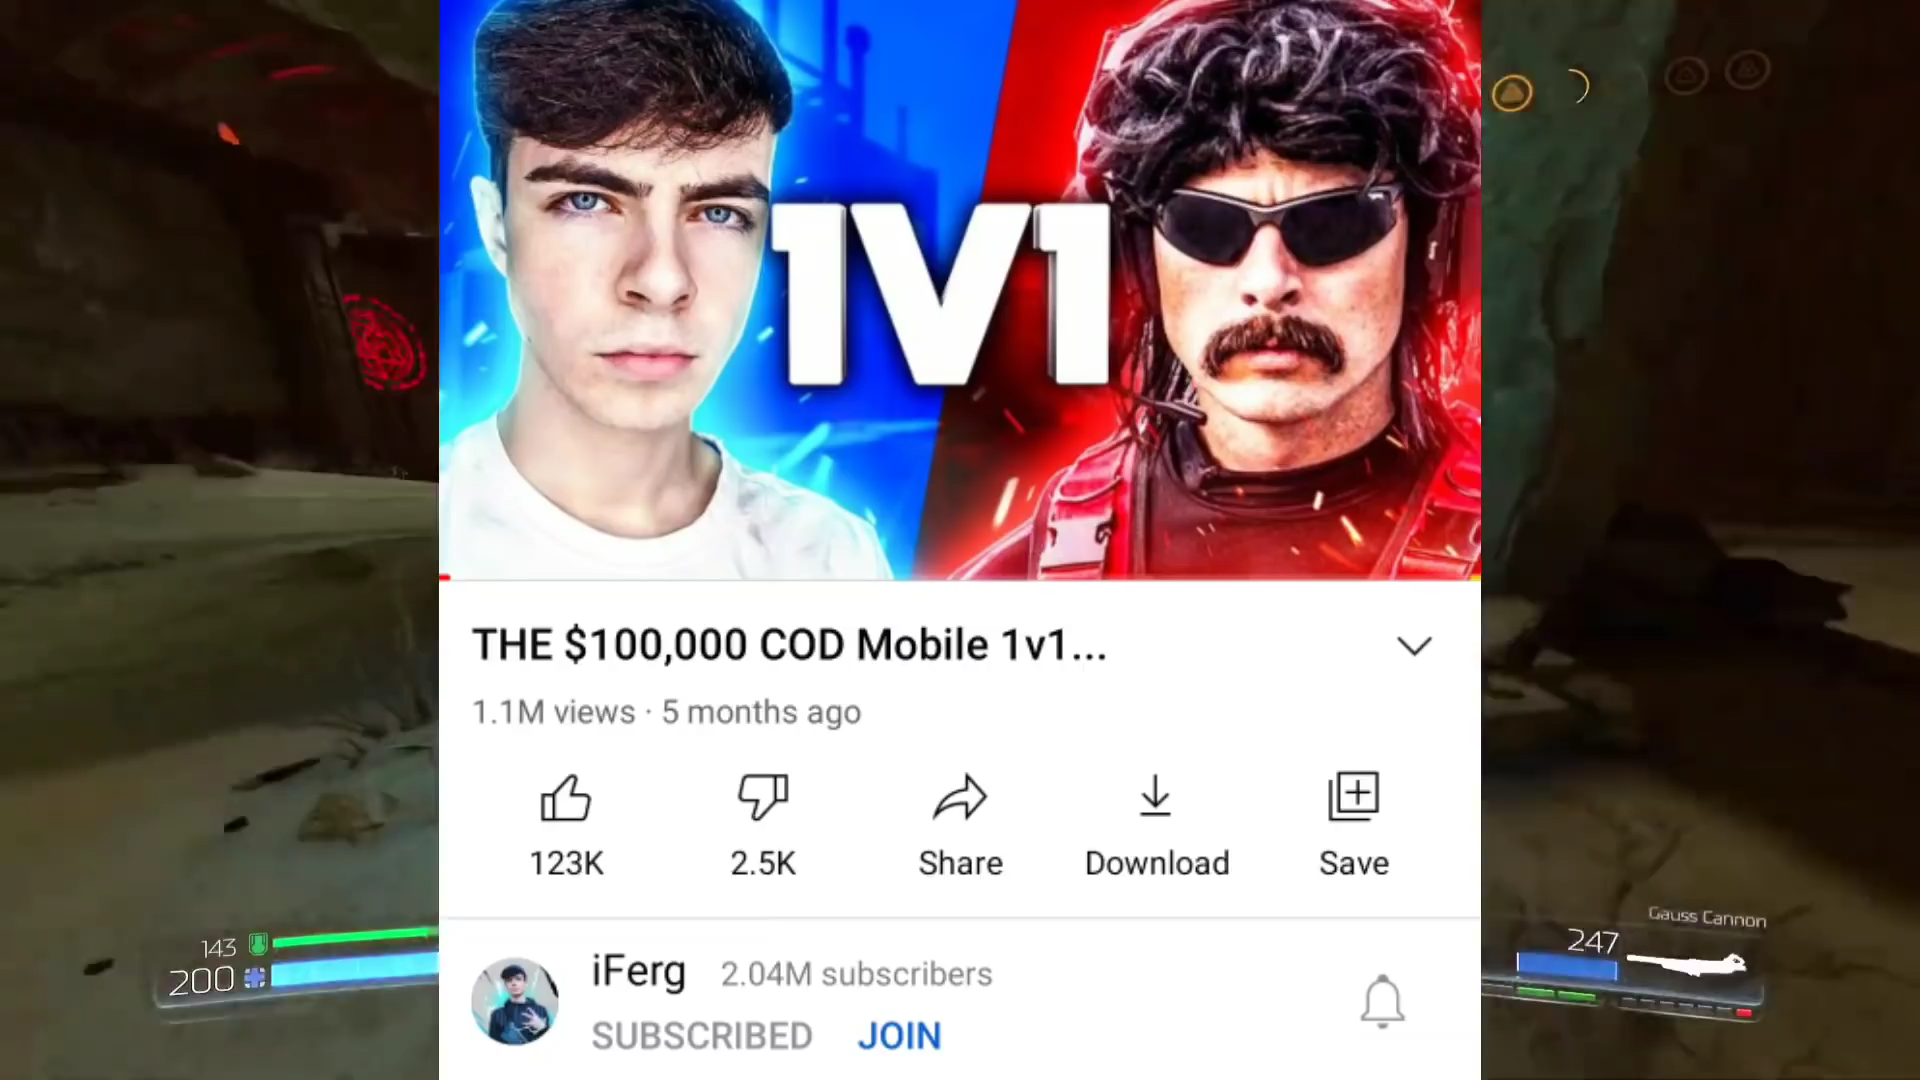 1V1
THE $100,000 COD Mobile 1v1...
1.1M views · 5 months ago
123K
2.5K
Share
Download
Save
iFerg 2.04M subscribers
SUBSCRIBED JOIN
143
200
Gauss Cannon
247